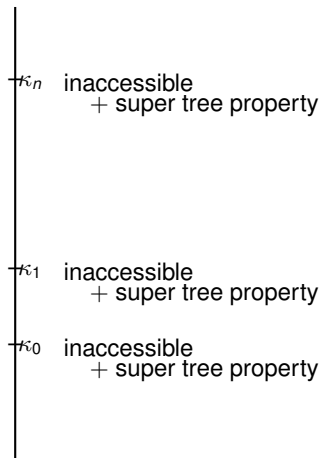 κₙ inaccessible
+ super tree property
κ₁ inaccessible
+ super tree property
κ₀ inaccessible
+ super tree property